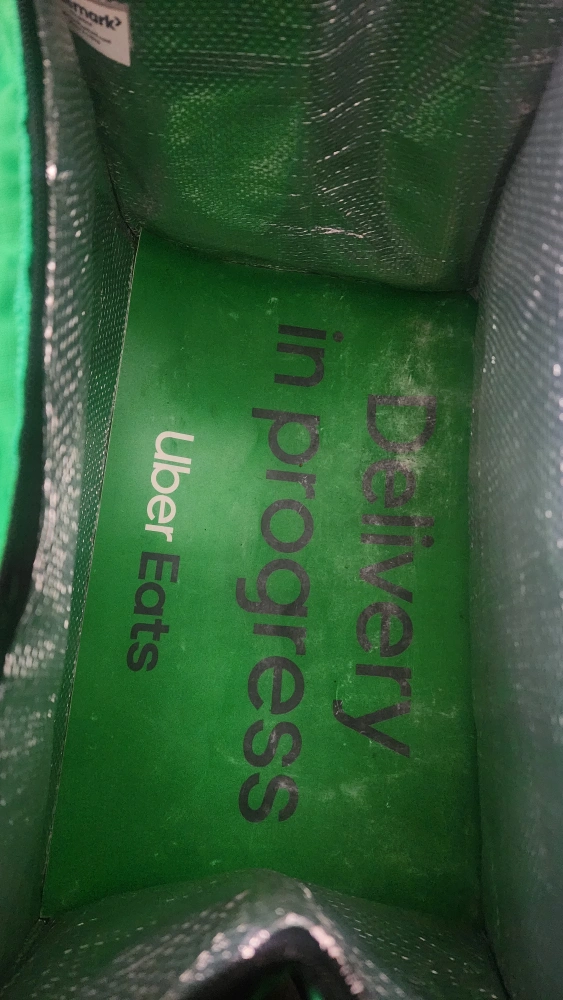 Delivery
in progress
Uber Eats